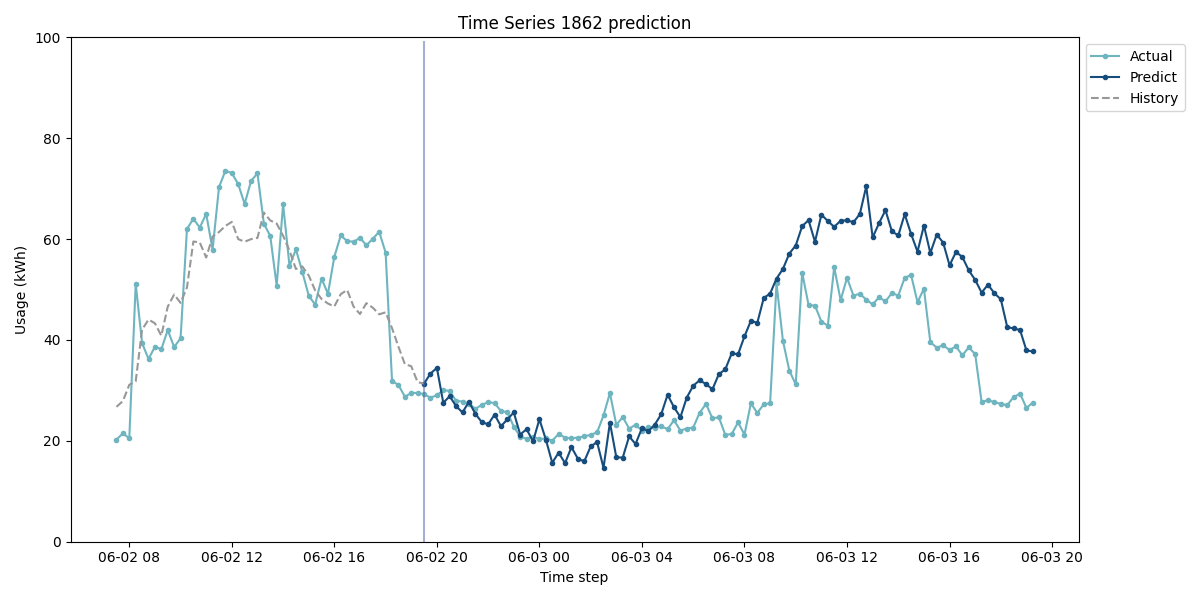 Time Series 1862 prediction
100
80
60
40
20
0
Usage (kWh)
06-02 08
06-02 12
06-02 16
06-02 20
06-03 00
06-03 04
06-03 08
06-03 12
06-03 16
06-03 20
Time step
Actual
Predict
History